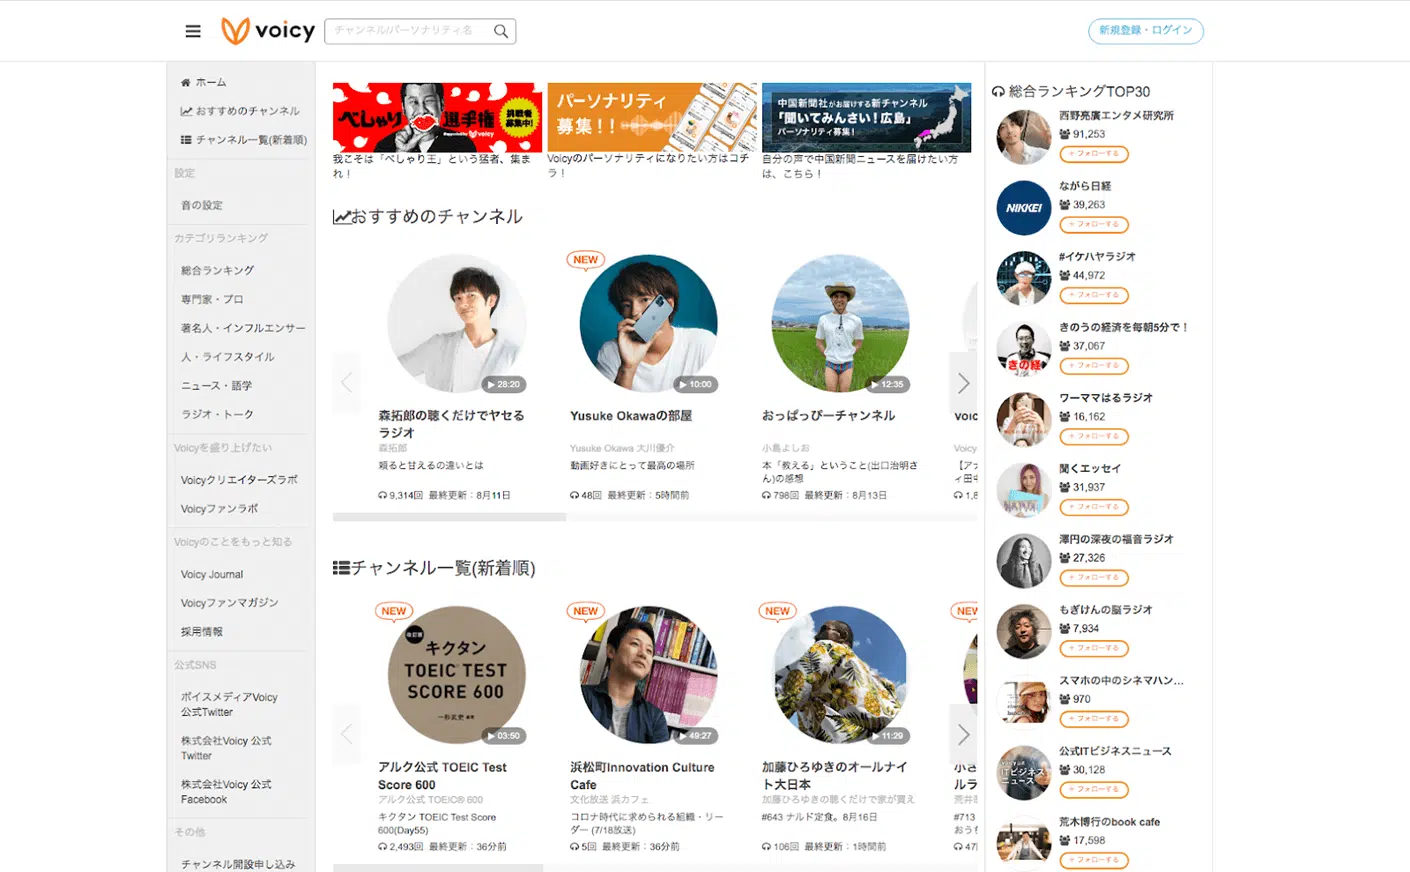 voicy
チャンネル/パーソナリティ名
新規登録・ログイン
ホーム
おすすめのチャンネル
チャンネル一覧(新着順)
設定
音の設定
カテゴリランキング
総合ランキング
専門家・プロ
著名人・インフルエンサー
人・ライフスタイル
ニュース・語学
ラジオ・トーク
Voicyを盛り上げたい
Voicyクリエイターズラボ
Voicyファンラボ
Voicyのことをもっと知る
Voicy Journal
Voicyファンマガジン
採用情報
公式SNS
ボイスメディアVoicy
公式Twitter
株式会社Voicy 公式
Twitter
株式会社Voicy 公式
Facebook
その他
チャンネル開設申し込み
べしゃり
選手権
挑戦者
募集中!
voicy
我こそは「べしゃり王」という猛者、集ま
れ!
パーソナリティ
募集!!
Voicyのパーソナリティになりたい方はコチ
ラ!
中国新聞社がお届けする新チャンネル
「聞いてみんさい!広島」
パーソナリティ募集!
自分の声で中国新聞ニュースを届けたい方
は、こちら!
おすすめのチャンネル
28:20
森拓郎の聴くだけでヤセる
ラジオ
森拓郎
頼ると甘えるの違いとは
9,314回 最終更新:8月11日
NEW
10:00
Yusuke Okawaの部屋
Yusuke Okawa 大川優介
動画好きにとって最高の場所
48回 最終更新:5時間前
12:35
おっぱっぴーチャンネル
小島よしお
本「教える」ということ(出口治明さ
ん)の感想
798回 最終更新:8月13日
Voic
Voicy
【アナ
ィ田中
1,8
チャンネル一覧(新着順)
NEW
改訂版
キクタン
TOEIC TEST
SCORE 600
一杉武史 編著
03:50
アルク公式 TOEIC Test
Score 600
アルク公式 TOEIC® 600
キクタン TOEIC Test Score
600(Day55)
2,493回 最終更新:36分前
NEW
49:27
浜松町Innovation Culture
Cafe
文化放送 浜カフェ
コロナ時代に求められる組織・リー
ダー (7/18放送)
5回 最終更新:36分前
NEW
11:29
加藤ひろゆきのオールナイ
ト大日本
加藤ひろゆきの聴くだけで家が買え
#643 ナルド定食。8月16日
106回 最終更新:1時間前
NEW
小さ
ルラ
荒井
#713
おうち
47
総合ランキングTOP30
西野亮廣エンタメ研究所
91,253
+ フォローする
NIKKEI
ながら日経
39,263
+ フォローする
#イケハヤラジオ
44,972
+ フォローする
きの経
きのうの経済を毎朝5分で!
37,067
+ フォローする
ワーママはるラジオ
16,162
+ フォローする
聞くエッセイ
31,937
+ フォローする
澤円の深夜の福音ラジオ
27,326
+ フォローする
もぎけんの脳ラジオ
7,934
+ フォローする
スマホの中のシネマハン...
970
+ フォローする
ITビジネス
ニュース
公式ITビジネスニュース
30,128
+ フォローする
荒木博行のbook cafe
17,598
+ フォローする